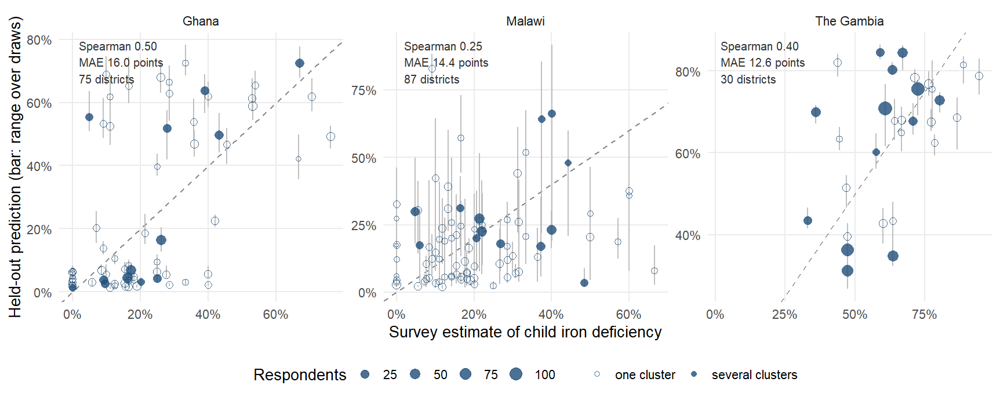 Ghana
Malawi
The Gambia
Held-out prediction (bar: range over draws)
Spearman 0.50
MAE 16.0 points
75 districts
Spearman 0.25
MAE 14.4 points
87 districts
Spearman 0.40
MAE 12.6 points
30 districts
80%
60%
40%
20%
0%
75%
50%
25%
0%
80%
60%
40%
0% 20% 40% 60%
0% 20% 40% 60%
0% 25% 50% 75%
Survey estimate of child iron deficiency
Respondents 25 50 75 100 one cluster several clusters